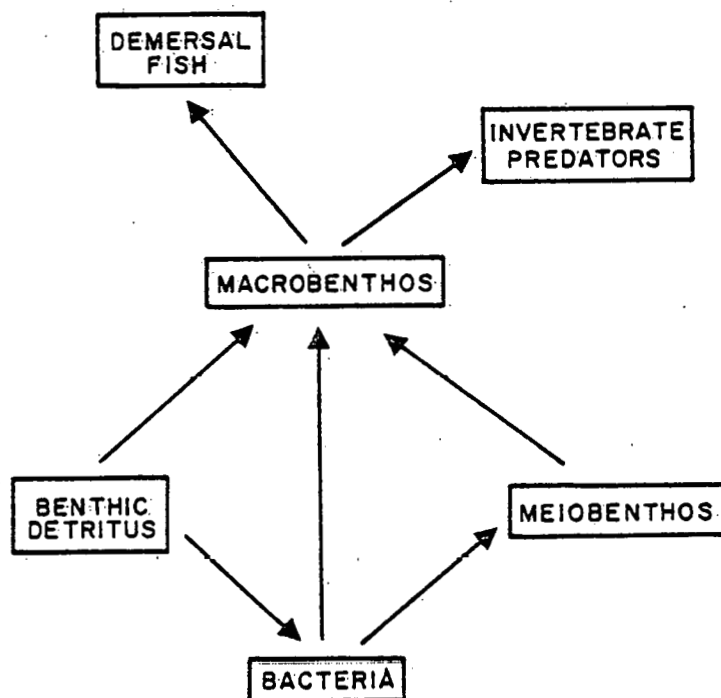 DEMERSAL
FISH
INVERTEBRATE
PREDATORS
MACROBENTHOS
BENTHIC
DETRITUS
MEIOBENTHOS
BACTERIA